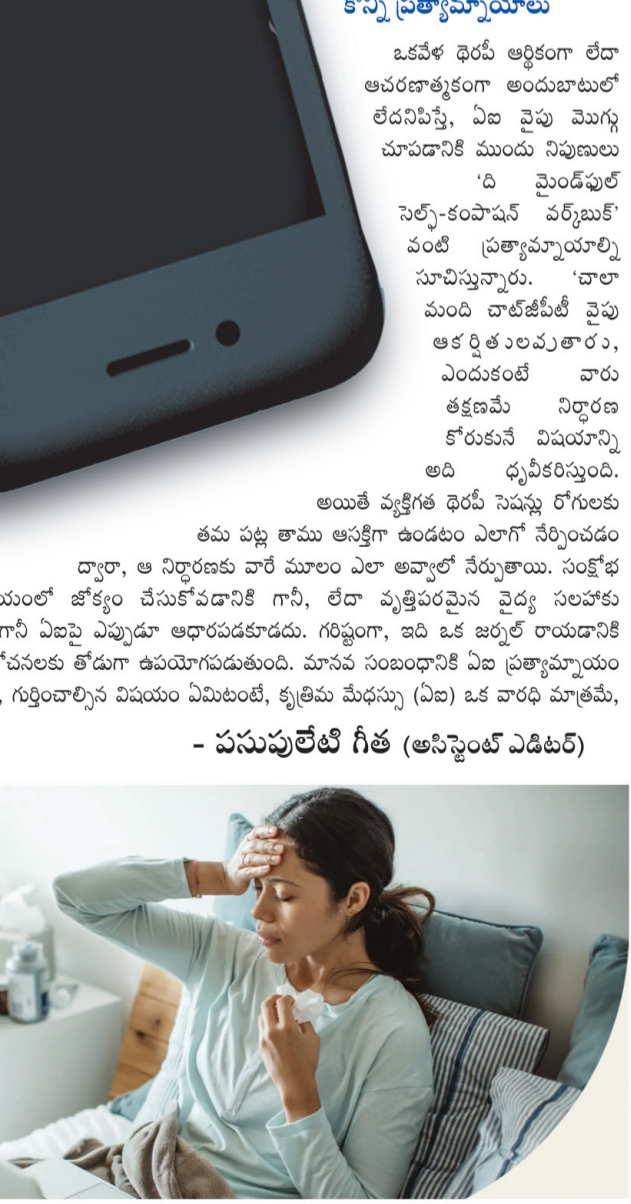 కొన్ని ప్రత్యామ్నాయాలు
ఒకవేళ థెరపీ ఆర్థికంగా లేదా
ఆచరణాత్మకంగా అందుబాటులో
లేదనిపిస్తే, ఏఐ వైపు మొగ్గు
చూపడానికి ముందు నిపుణులు
‘ది మైండ్‌ఫుల్
సెల్ఫ్-కంపాషన్ వర్క్‌బుక్’
వంటి ప్రత్యామ్నాయాల్ని
సూచిస్తున్నారు. ‘చాలా
మంది చాట్‌జీపీటీ వైపు
ఆకర్షితులవుతారు,
ఎందుకంటే వారు
తక్షణమే నిర్ధారణ
కోరుకునే విషయాన్ని
అది ధృవీకరిస్తుంది.
అయితే వ్యక్తిగత థెరపీ సెషన్లు రోగులకు
తమ పట్ల తాము ఆసక్తిగా ఉండటం ఎలాగో నేర్పించడం
ద్వారా, ఆ నిర్ధారణకు వారే మూలం ఎలా అవ్వాలో నేర్పుతాయి. సంక్షోభ
యంలో జోక్యం చేసుకోవడానికి గానీ, లేదా వృత్తిపరమైన వైద్య సలహాకు
గానీ ఏఐపై ఎప్పుడూ ఆధారపడకూడదు. గరిష్టంగా, ఇది ఒక జర్నల్ రాయడానికి
చనలకు తోడుగా ఉపయోగపడుతుంది. మానవ సంబంధానికి ఏఐ ప్రత్యామ్నాయం
, గుర్తించాల్సిన విషయం ఏమిటంటే, కృత్రిమ మేధస్సు (ఏఐ) ఒక వారధి మాత్రమే,
- పసుపులేటి గీత (అసిస్టెంట్ ఎడిటర్)